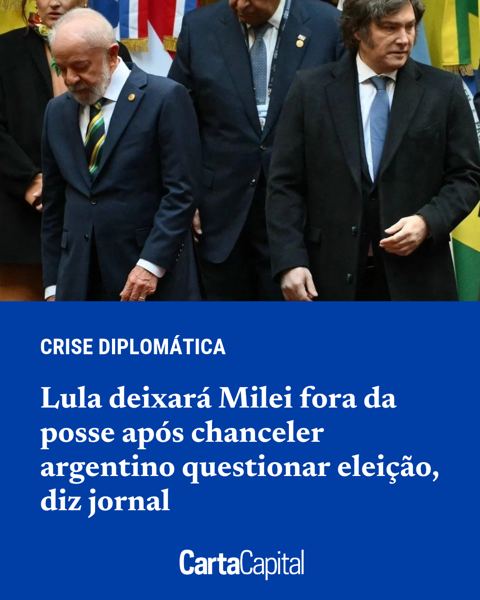 CRISE DIPLOMÁTICA
Lula deixará Milei fora da
posse após chanceler
argentino questionar eleição,
diz jornal
CartaCapital